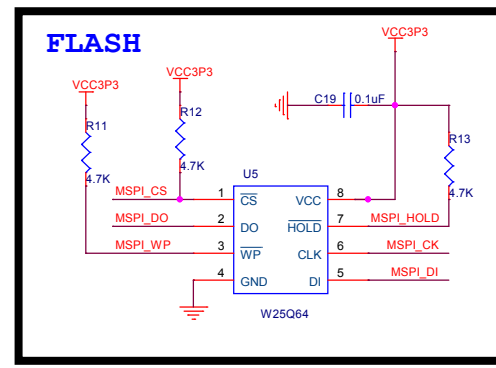 FLASH
VCC3P3
VCC3P3
VCC3P3
C19
0.1uF
R11
R12
R13
4.7K
4.7K
4.7K
U5
MSPI_CS
1
CS
VCC
8
MSPI_DO
2
DO
HOLD
7
MSPI_HOLD
MSPI_WP
3
WP
CLK
6
MSPI_CK
4
GND
DI
5
MSPI_DI
W25Q64